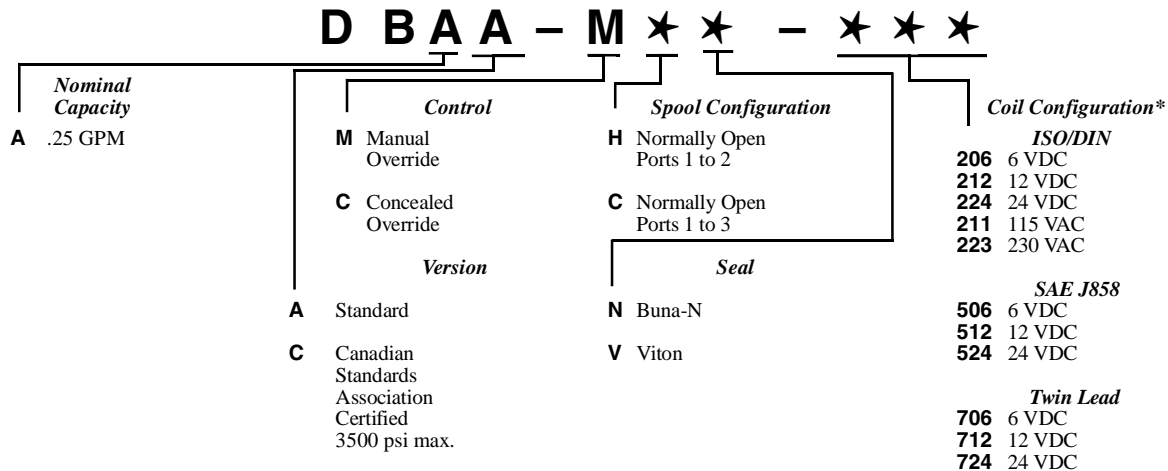 D B A A – M ★ ★ – ★ ★ ★
Nominal
Capacity
A .25 GPM
Control
M Manual
Override
C Concealed
Override
Version
A Standard
C Canadian
Standards
Association
Certified
3500 psi max.
Spool Configuration
H Normally Open
Ports 1 to 2
C Normally Open
Ports 1 to 3
Seal
N Buna-N
V Viton
Coil Configuration*
ISO/DIN
206 6 VDC
212 12 VDC
224 24 VDC
211 115 VAC
223 230 VAC
SAE J858
506 6 VDC
512 12 VDC
524 24 VDC
Twin Lead
706 6 VDC
712 12 VDC
724 24 VDC